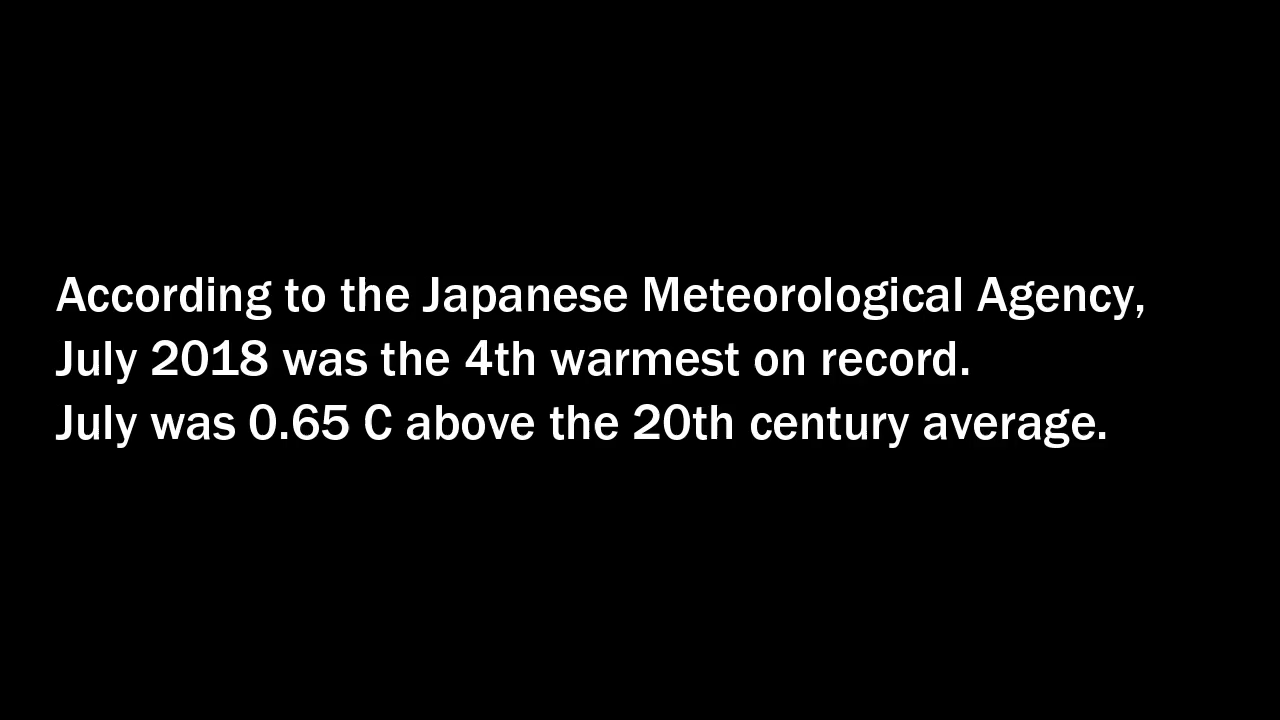 According to the Japanese Meteorological Agency,
July 2018 was the 4th warmest on record.
July was 0.65 C above the 20th century average.